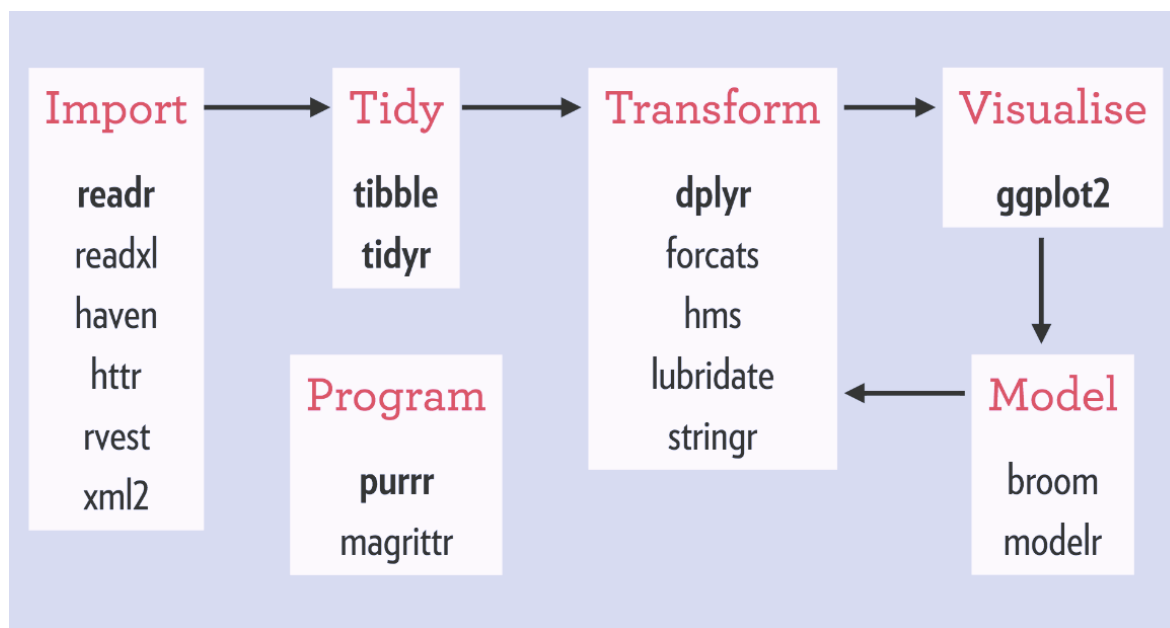 Import
readr
readxl
haven
httr
rvest
xml2
Tidy
tibble
tidyr
Program
purrr
magrittr
Transform
dplyr
forcats
hms
lubridate
stringr
Visualise
ggplot2
Model
broom
modelr